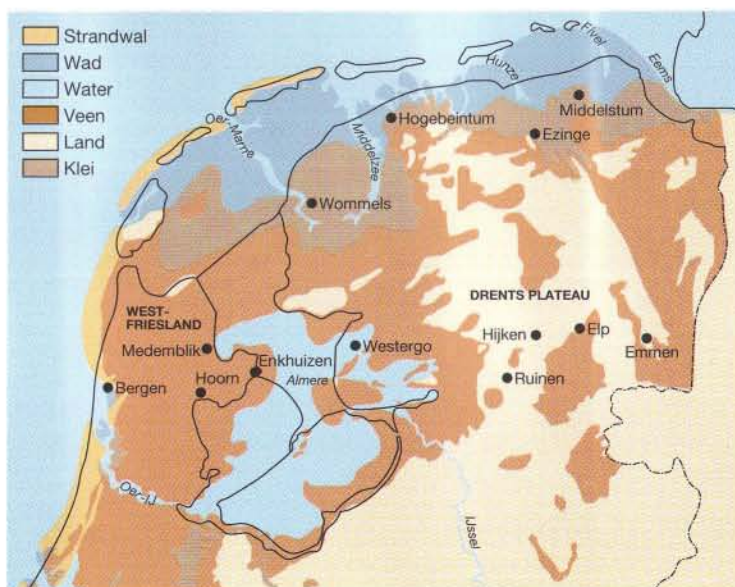 Strandwal
Wad
Water
Veen
Land
Klei
Fivel
Hunze
Eems
Oer-Marne
Middelzee
Hogebeintum
Middelstum
Ezinge
Wommels
DRENTS PLATEAU
WEST-
FRIESLAND
Medemblik
Westergo
Hijken
Elp
Emmen
Enkhuizen
Almere
Hoorn
Bergen
Ruinen
Oer-IJ
IJssel